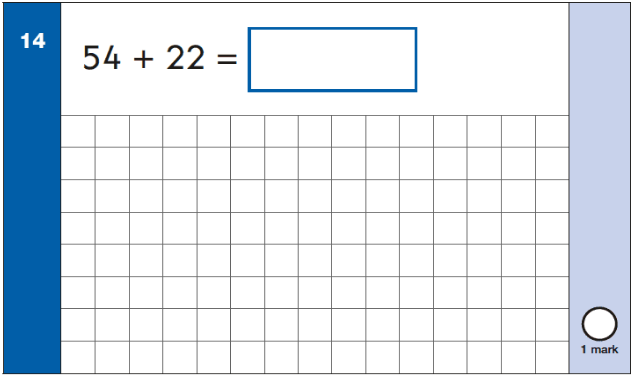 14
54 + 22 =
1 mark